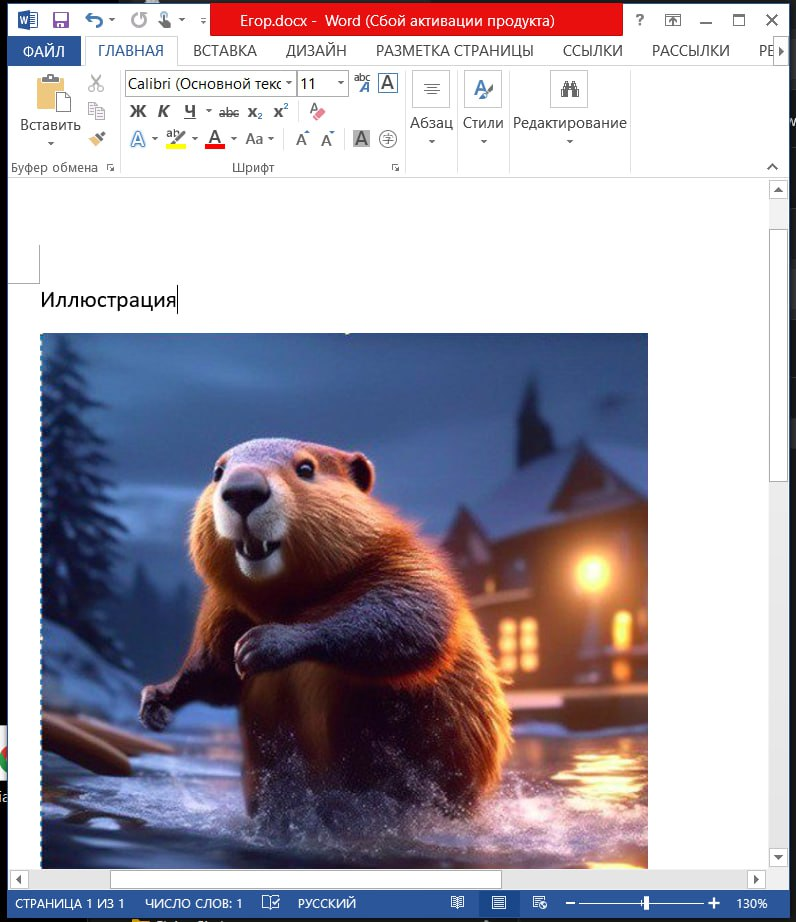 Егор.docx - Word (Сбой активации продукта)
ФАЙЛ ГЛАВНАЯ ВСТАВКА ДИЗАЙН РАЗМЕТКА СТРАНИЦЫ ССЫЛКИ РАССЫЛКИ РЕ
Вставить
Calibri (Основной текс 11
Ж К Ч abc x₂ x²
Aa
Абзац Стили Редактирование
Буфер обмена Шрифт
Иллюстрация
СТРАНИЦА 1 ИЗ 1 ЧИСЛО СЛОВ: 1 РУССКИЙ 130%